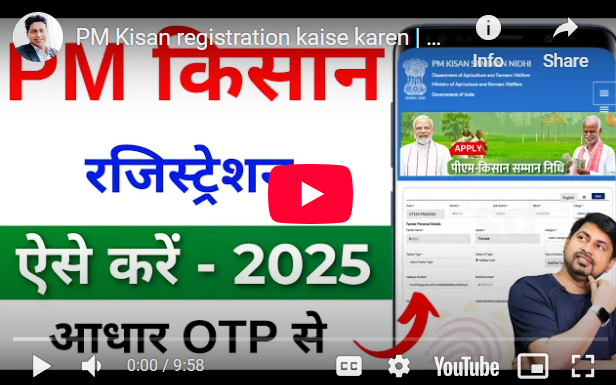 PM Kisan registration kaise karen | ...
Info
Share
PM किसान
रजिस्ट्रेशन
ऐसे करें - 2025
आधार OTP से
PM KISAN SAMMAN NIDHI
Department of Agriculture and Farmers Welfare
Ministry of Agriculture and Farmers Welfare
Government of India
APPLY
पीएम-किसान सम्मान निधि
English
UTTAR PRADESH
Farmer Personal Details
Female
0:00 / 9:58
CC
HD
YouTube